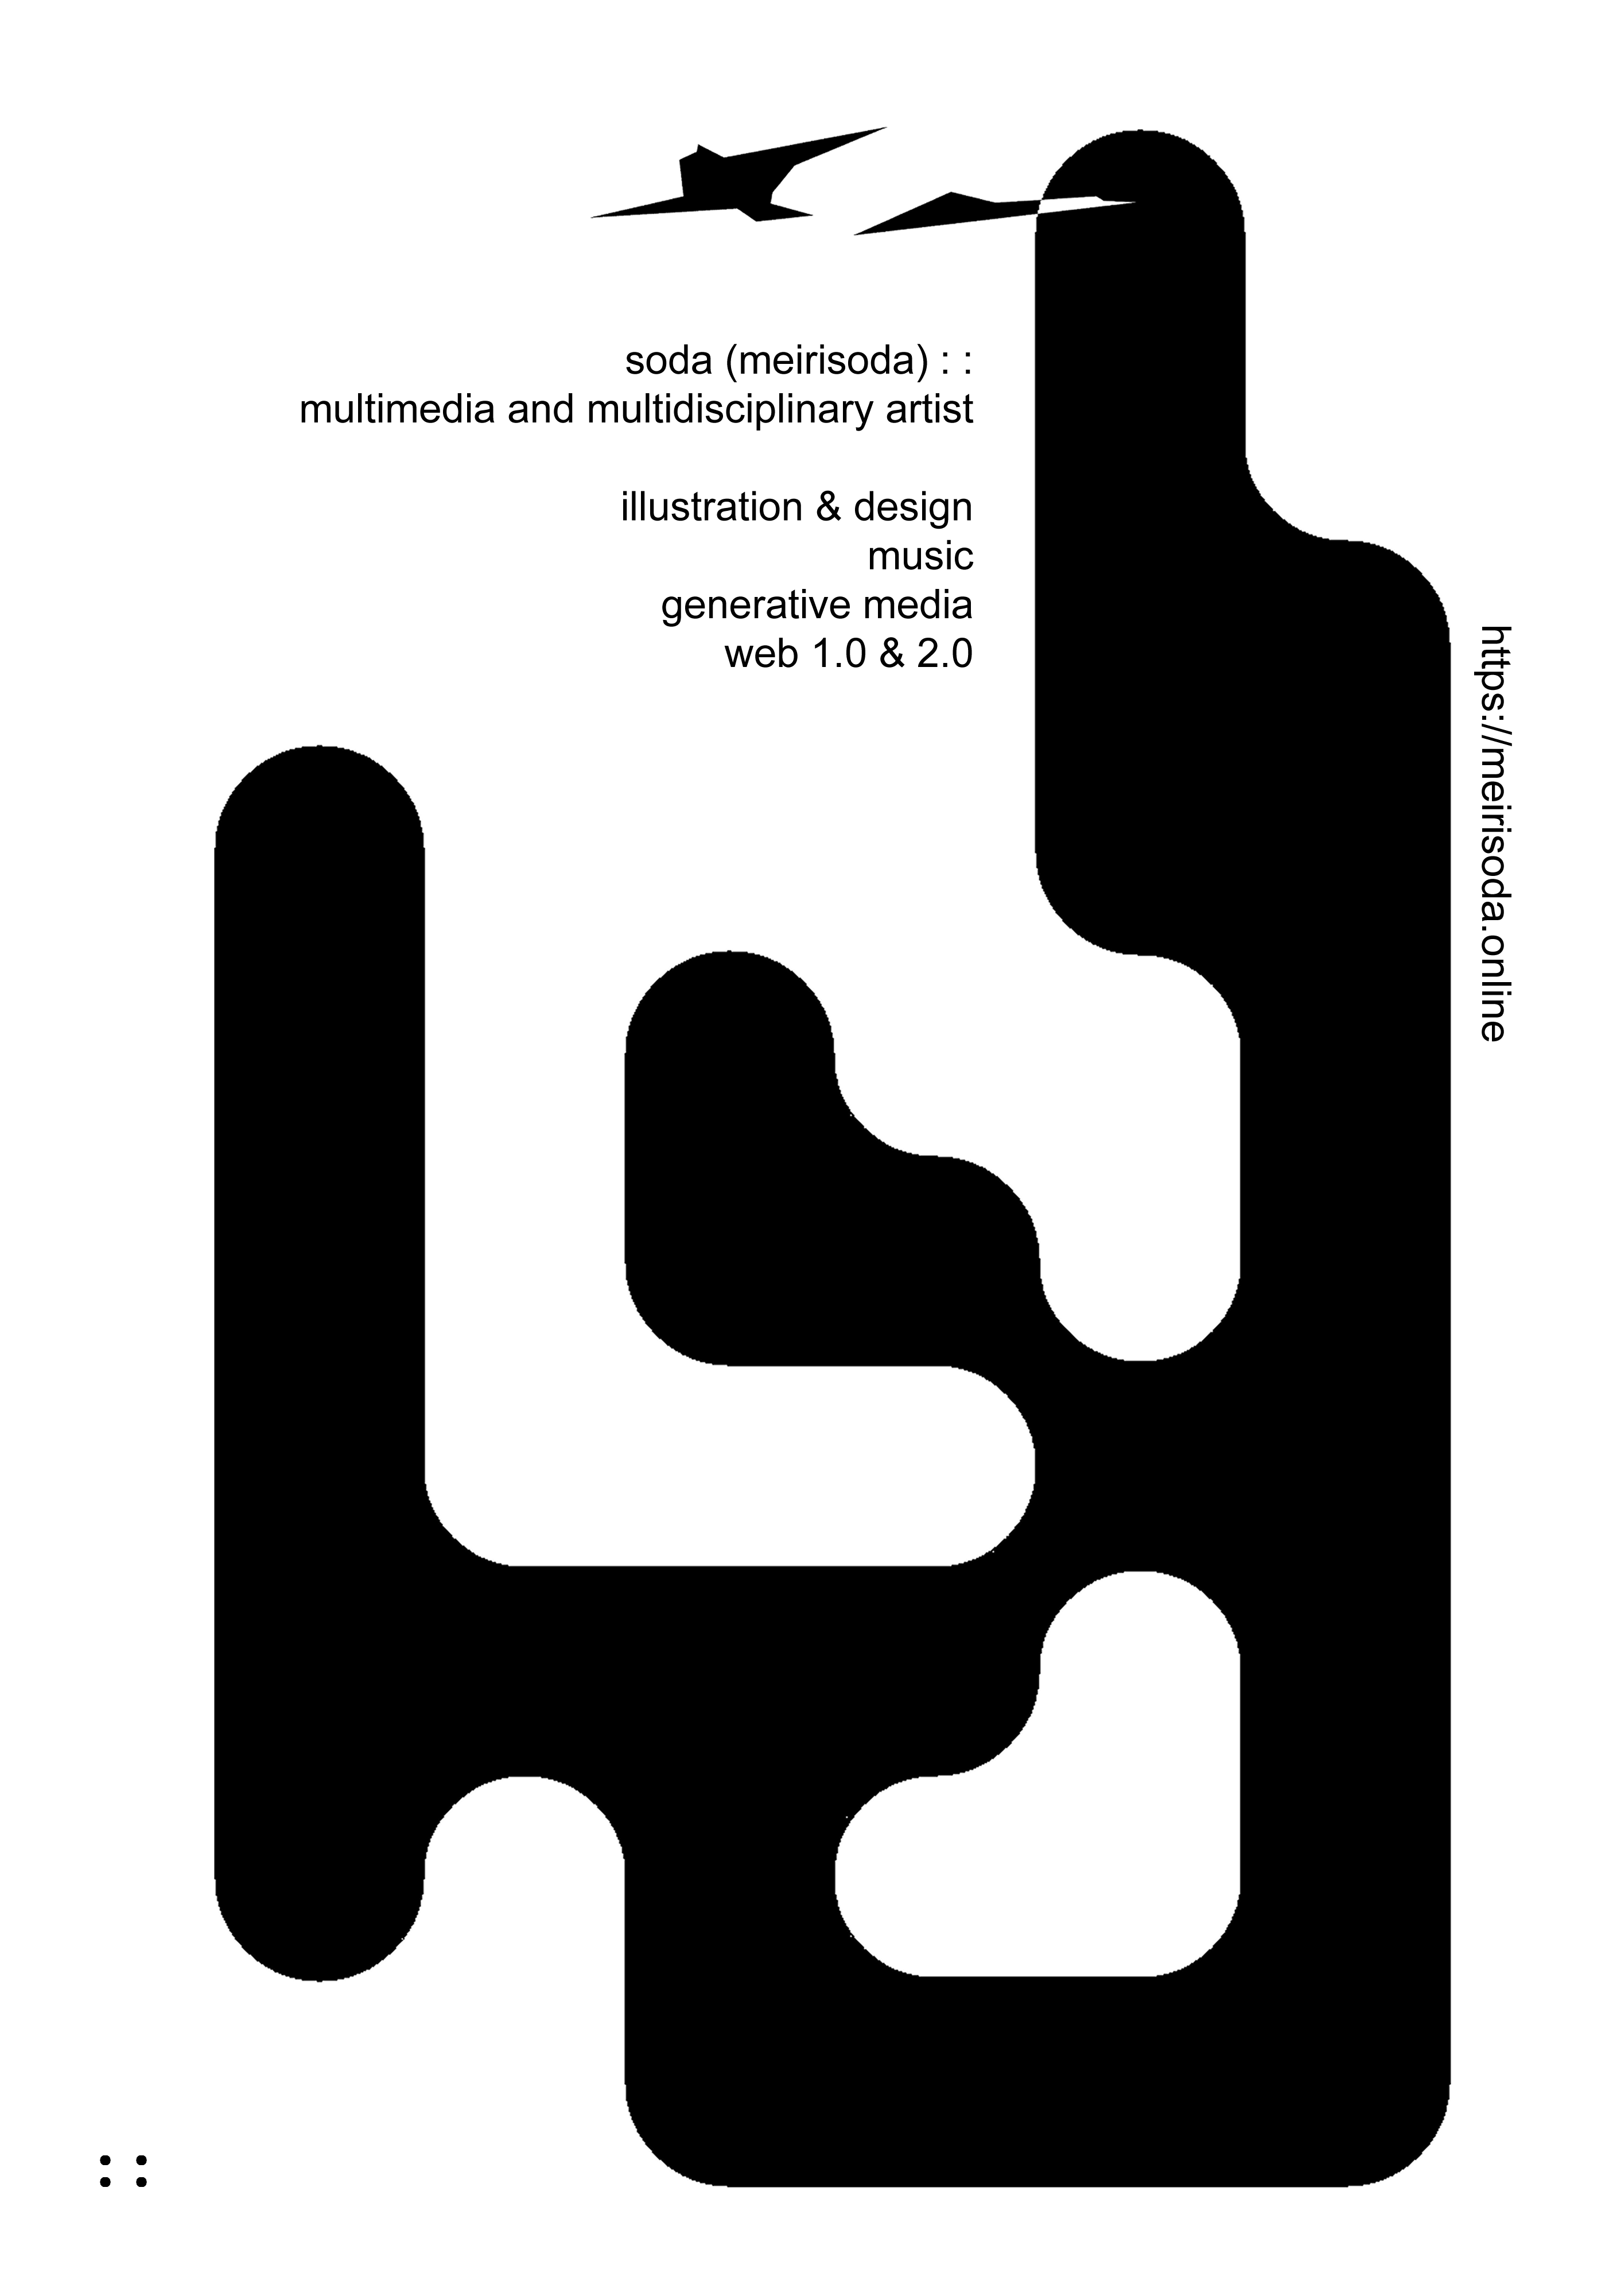 soda (meirisoda) : :
multimedia and multidisciplinary artist
illustration & design
music
generative media
web 1.0 & 2.0
https://meirisoda.online
: :